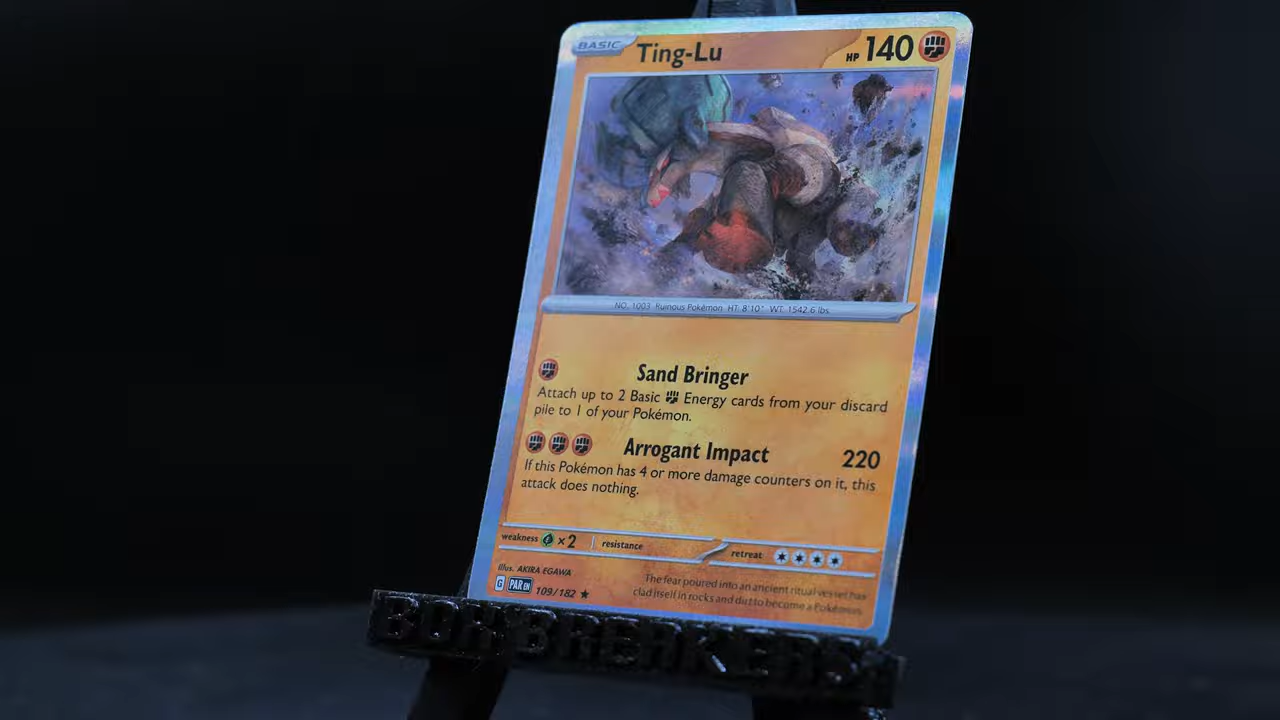 BASIC Ting-Lu HP 140
NO. 1003 Ruinous Pokémon HT: 8'10" WT: 1542.6 lbs.
Sand Bringer
Attach up to 2 Basic Energy cards from your discard
pile to 1 of your Pokémon.
Arrogant Impact 220
If this Pokémon has 4 or more damage counters on it, this
attack does nothing.
weakness ×2 resistance retreat
Illus. AKIRA EGAWA
G PAR EN 109/182
The fear poured into an ancient ritual vessel has
clad itself in rocks and dirt to become a Pokémon.
BOX BREAKERS